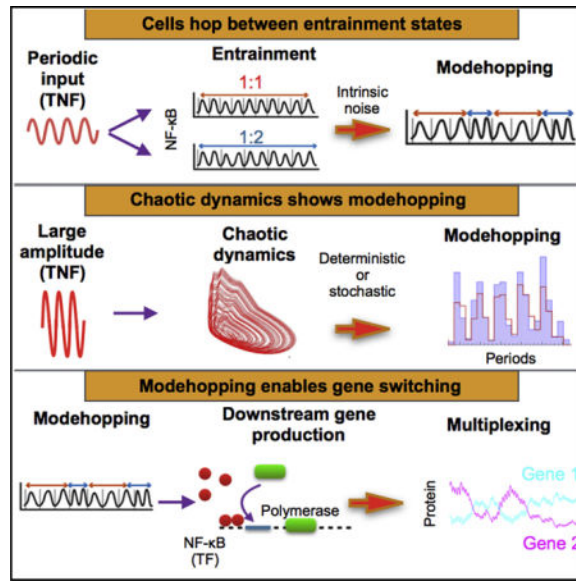 Cells hop between entrainment states
Periodic
input
(TNF)
Entrainment
NF-κB
1:1
1:2
Intrinsic
noise
Modehopping
Chaotic dynamics shows modehopping
Large
amplitude
(TNF)
Chaotic
dynamics
Deterministic
or
stochastic
Modehopping
Periods
Modehopping enables gene switching
Modehopping
Downstream gene
production
NF-κB
(TF)
Polymerase
Multiplexing
Protein
Gene 1
Gene 2